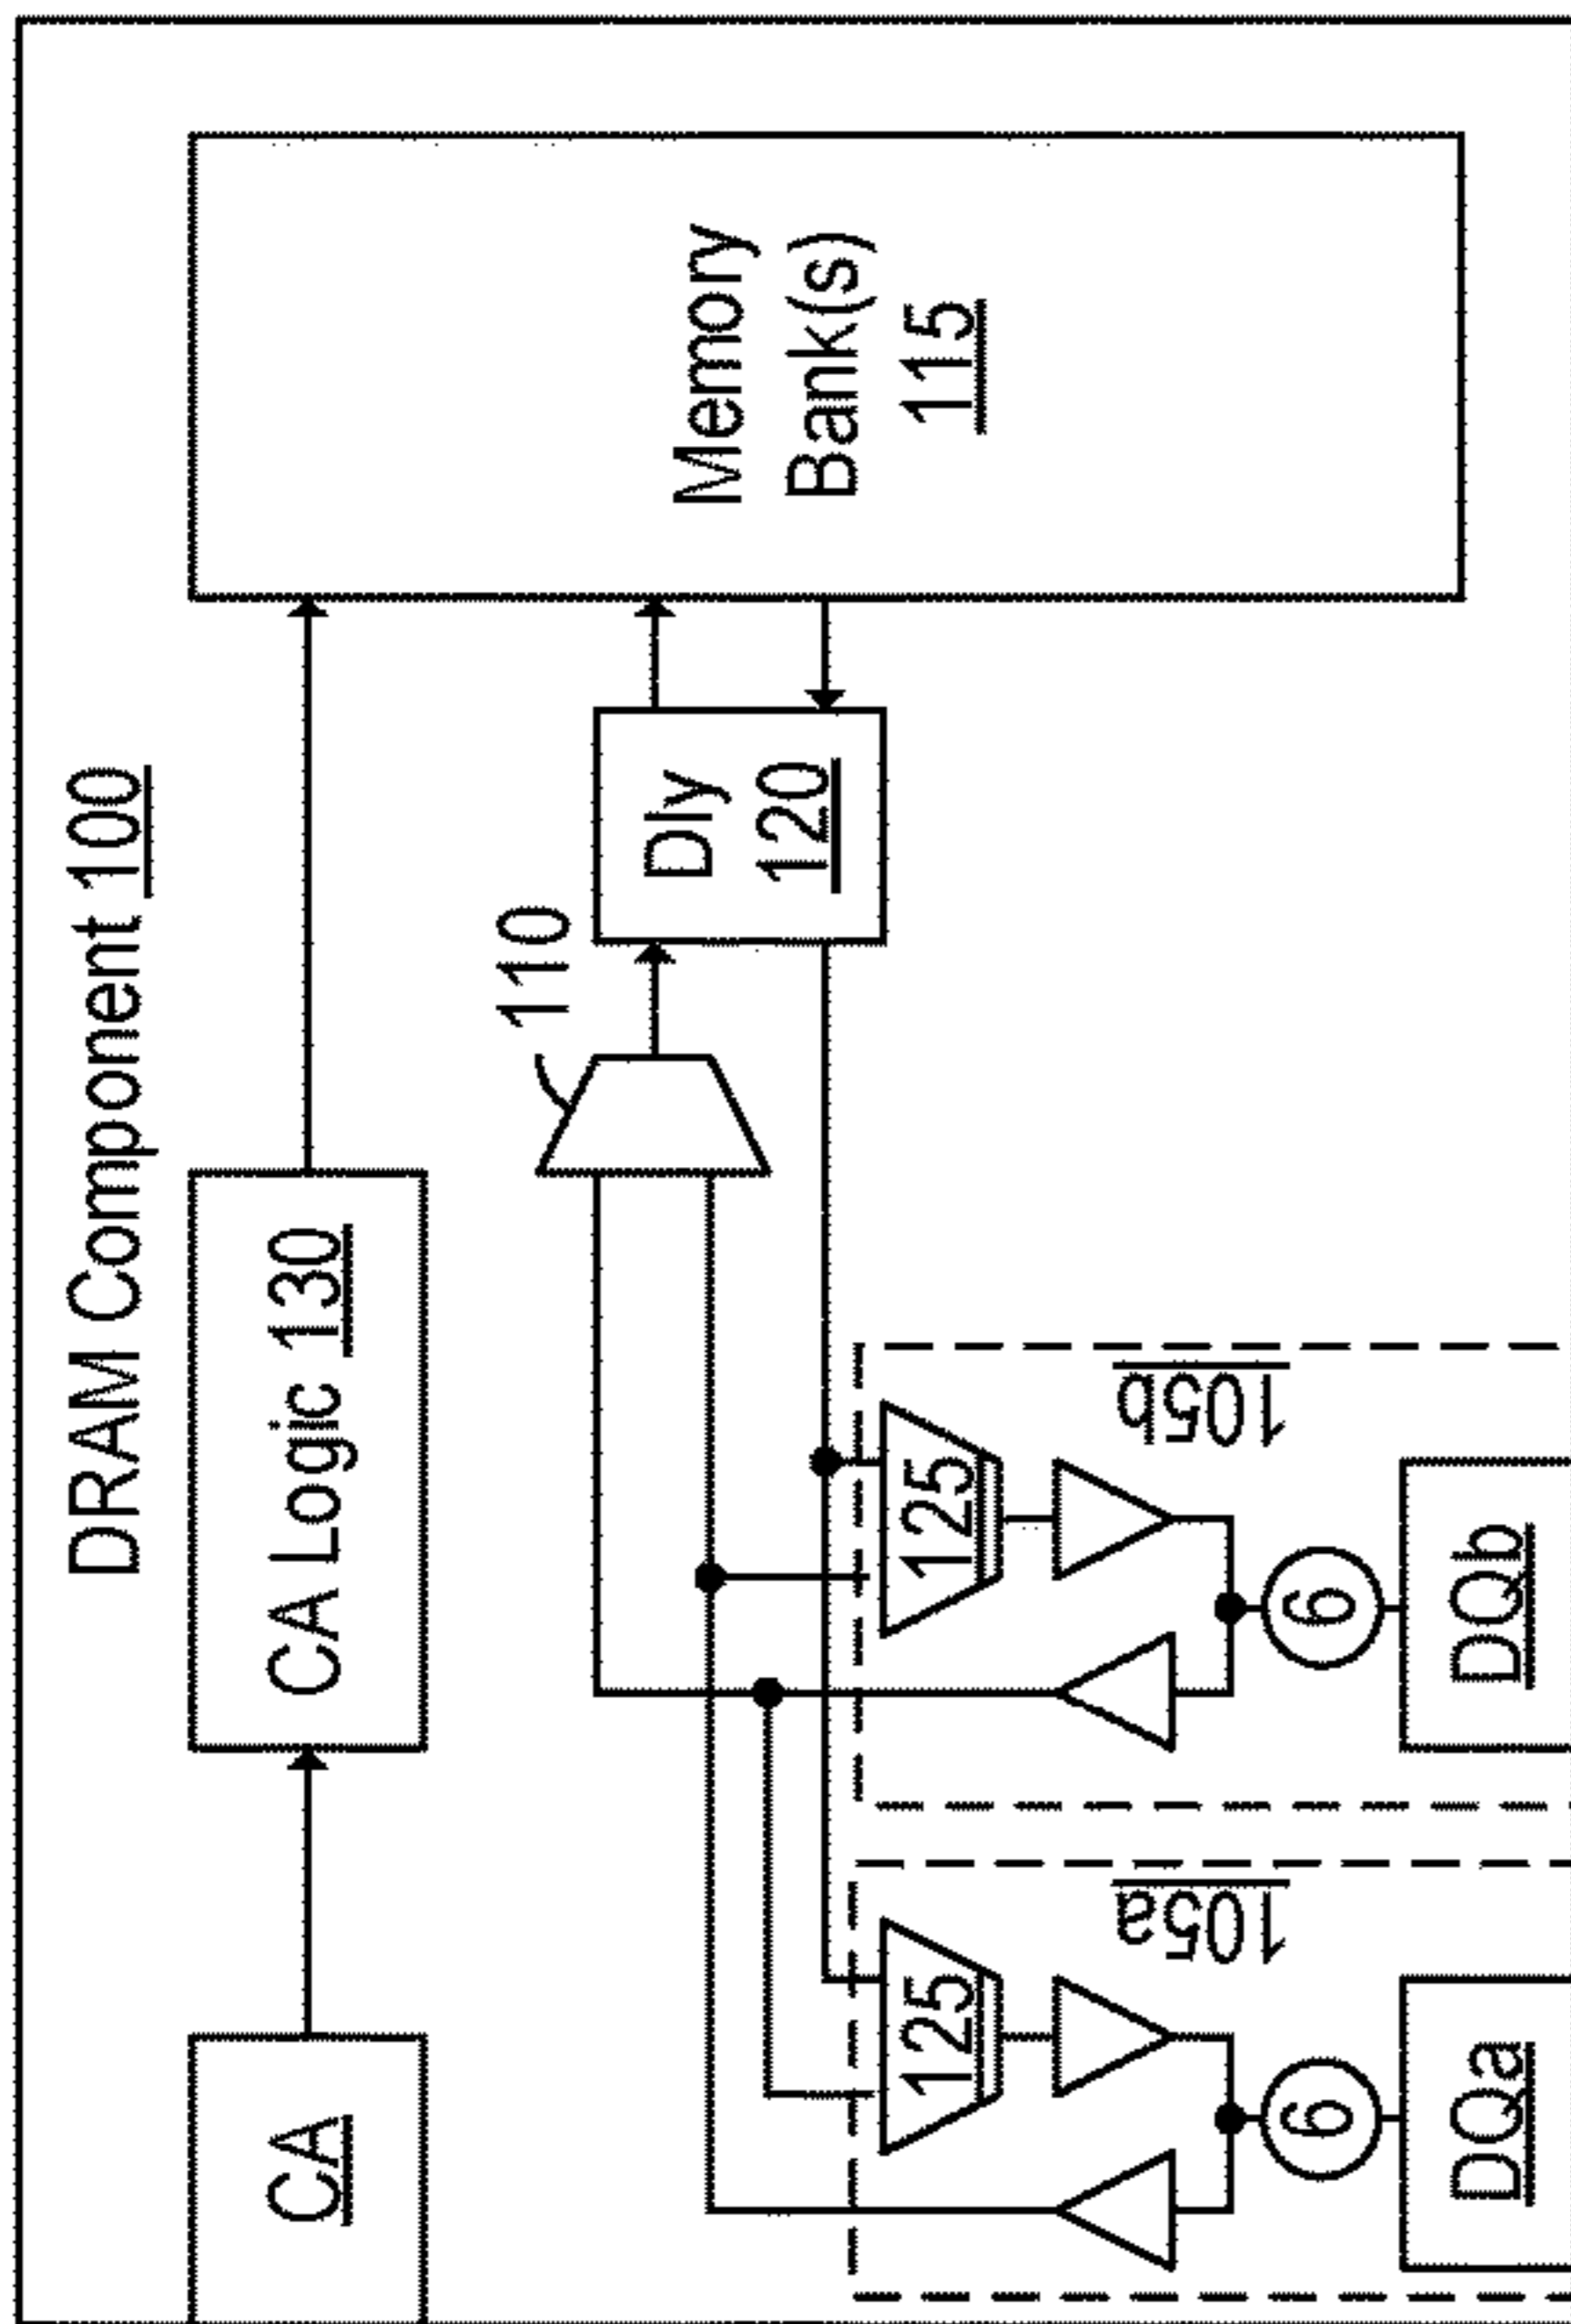 DRAM Component 100
CA
CA Logic 130
Memory
Bank(s)
115
110
Dly
120
125
125
105a
105b
6
6
DQa
DQb